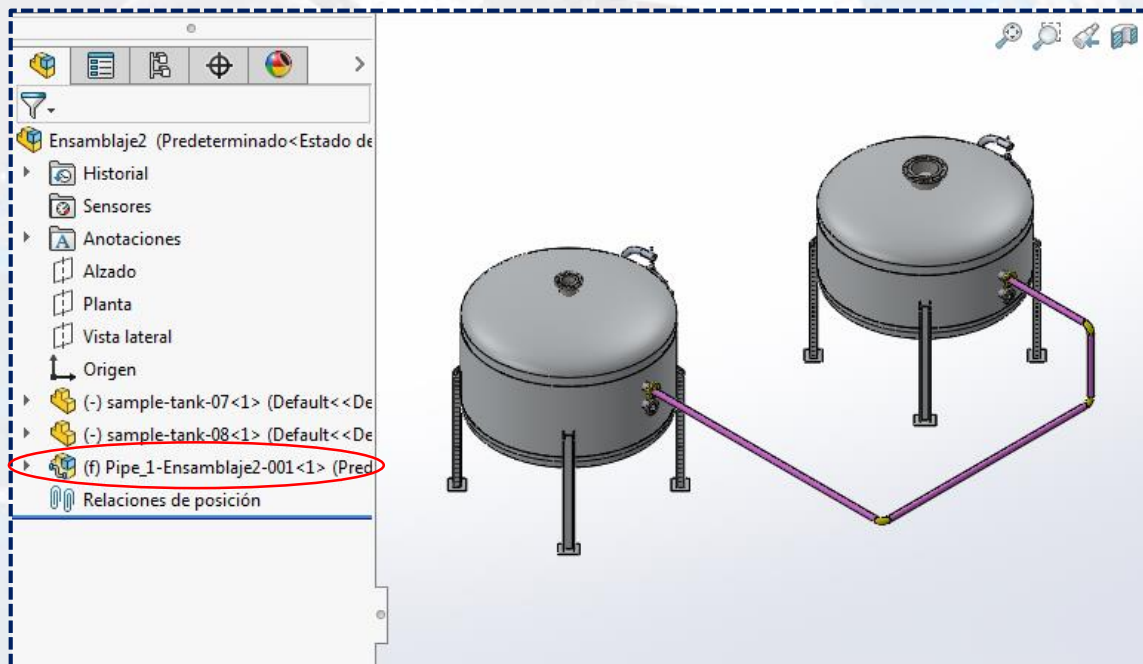 Ensamblaje2 (Predeterminado<Estado de
Historial
Sensores
A Anotaciones
Alzado
Planta
Vista lateral
Origen
(-) sample-tank-07<1> (Default<<De
(-) sample-tank-08<1> (Default<<De
(f) Pipe_1-Ensamblaje2-001<1> (Pred
Relaciones de posición